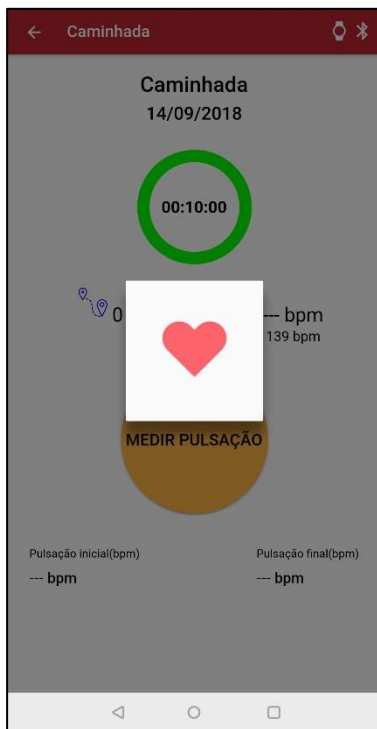 Caminhada
Caminhada
14/09/2018
00:10:00
0
--- bpm
139 bpm
MEDIR PULSAÇÃO
Pulsação inicial(bpm)
Pulsação final(bpm)
--- bpm
--- bpm